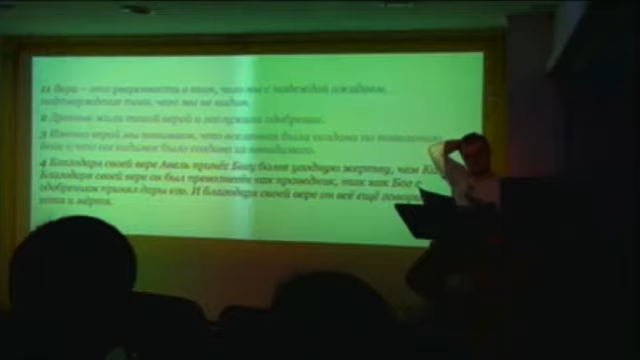 11 Вера – это уверенность в том, что мы с надеждой ожидаем,
подтверждение того, чего мы не видим.
2 Древние жили такой верой и заслужили одобрение.
3 Именно верой мы понимаем, что вселенная была создана по повелению
Бога и что все видимое было создано из невидимого.
4 Благодаря своей вере Авель принёс Богу более угодную жертву, чем
Благодаря своей вере он был превознесён как праведник, так как Бог с
одобрением принял дары его. И благодаря своей вере он всё ещё говорит
хотя и мёртв.